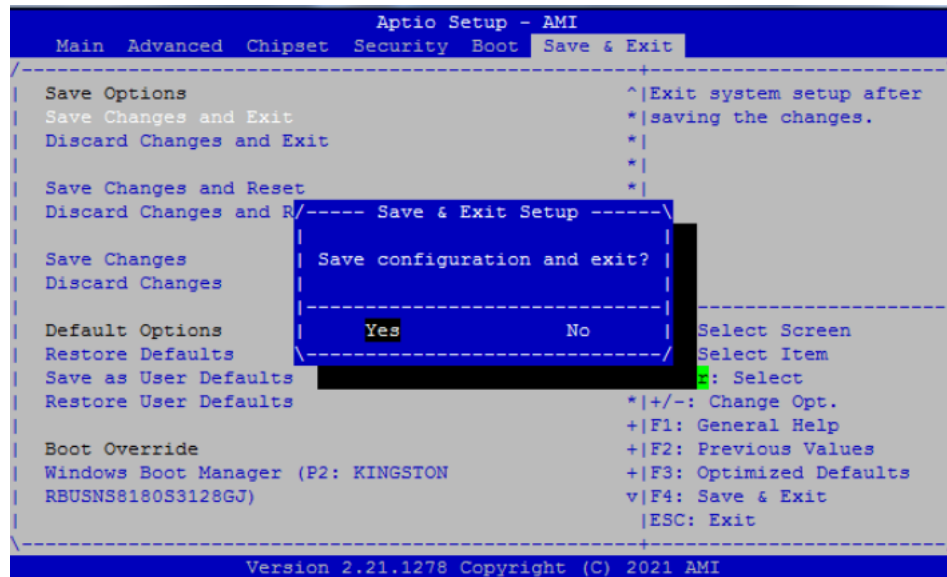 Aptio Setup - AMI
Main Advanced Chipset Security Boot Save & Exit
Save Options
Save Changes and Exit
Discard Changes and Exit
Save Changes and Reset
Discard Changes and R
Save Changes
Discard Changes
Default Options
Restore Defaults
Save as User Defaults
Restore User Defaults
Boot Override
Windows Boot Manager (P2: KINGSTON
RBUSNS8180S3128GJ)
Save & Exit Setup
Save configuration and exit?
Yes No
Exit system setup after
saving the changes.
Select Screen
Select Item
r: Select
+/-: Change Opt.
F1: General Help
F2: Previous Values
F3: Optimized Defaults
F4: Save & Exit
ESC: Exit
Version 2.21.1278 Copyright (C) 2021 AMI